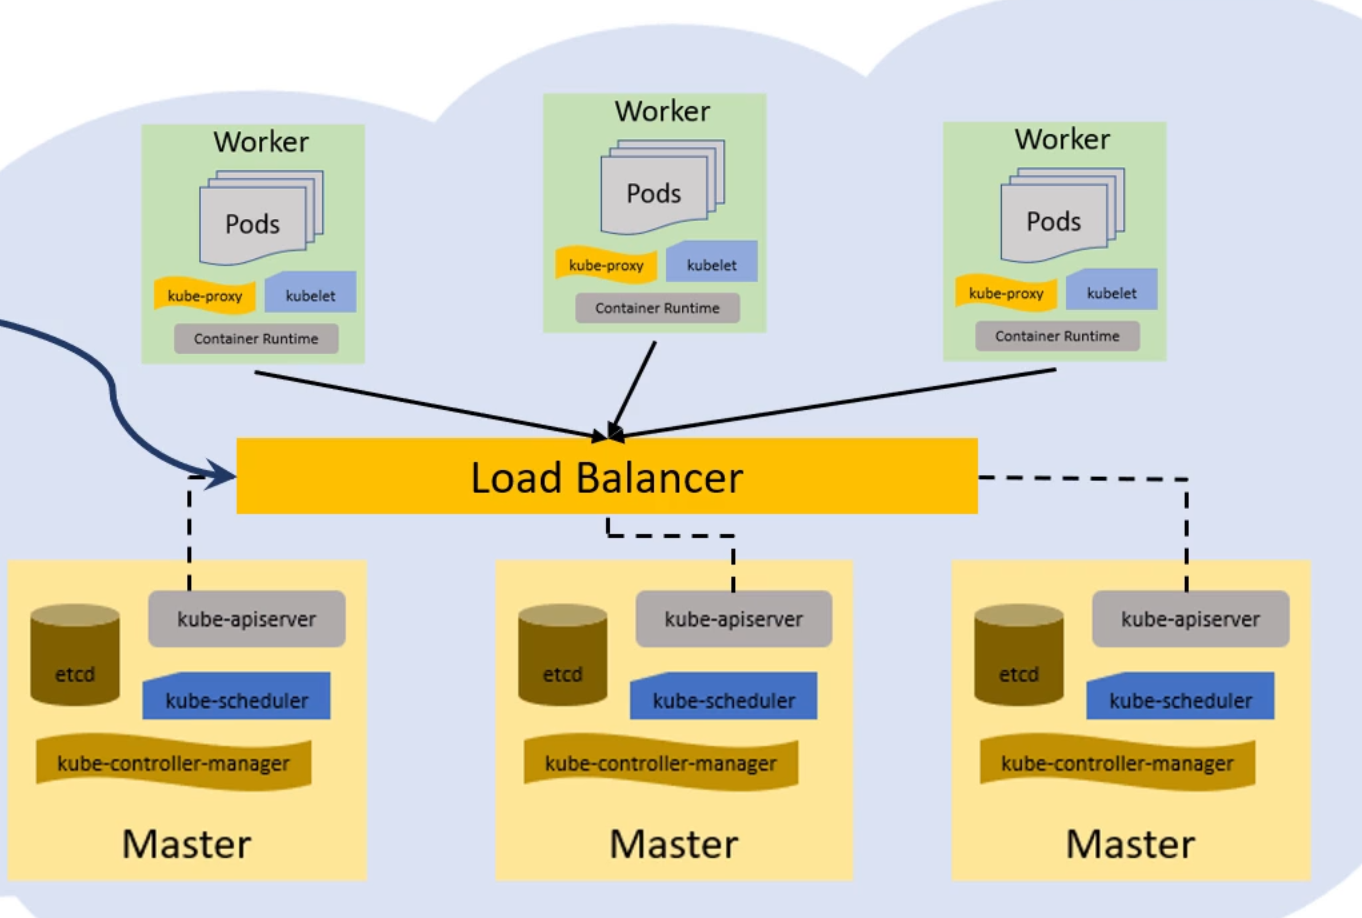 Worker
Pods
kube-proxy
kubelet
Container Runtime
Worker
Pods
kube-proxy
kubelet
Container Runtime
Worker
Pods
kube-proxy
kubelet
Container Runtime
Load Balancer
kube-apiserver
etcd
kube-scheduler
kube-controller-manager
Master
kube-apiserver
etcd
kube-scheduler
kube-controller-manager
Master
kube-apiserver
etcd
kube-scheduler
kube-controller-manager
Master